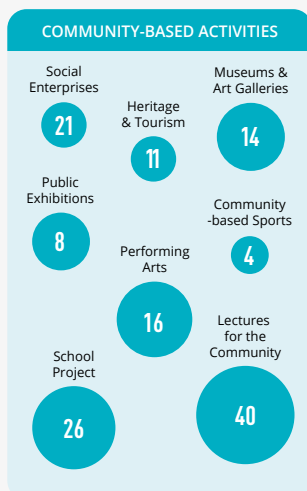 COMMUNITY-BASED ACTIVITIES
Social
Enterprises
21
Heritage
& Tourism
11
Museums &
Art Galleries
14
Public
Exhibitions
8
Community
-based Sports
4
Performing
Arts
16
Lectures
for the
Community
40
School
Project
26